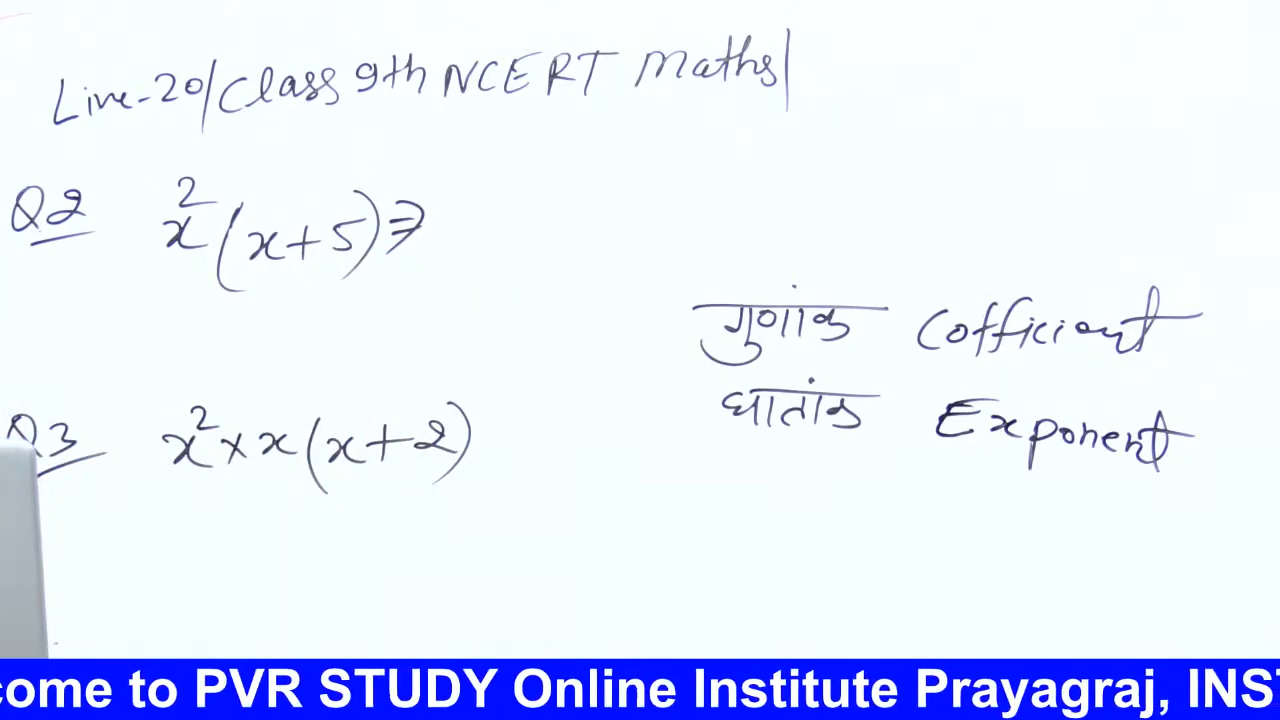 Live-20/Class 9th NCERT Maths|
Q2 x²(x+5)⇒
गुणांक Cofficient
घातांक Exponent
Q3 x²×x(x+2)
come to PVR STUDY Online Institute Prayagraj, INST